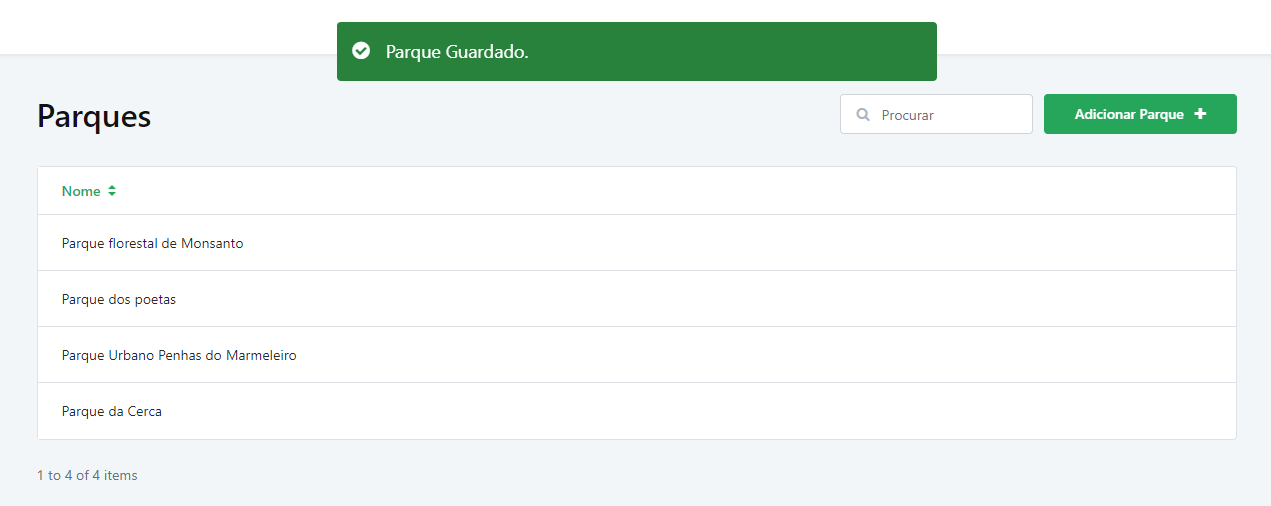 Parque Guardado.
Parques
Procurar
Adicionar Parque
Nome
Parque florestal de Monsanto
Parque dos poetas
Parque Urbano Penhas do Marmeleiro
Parque da Cerca
1 to 4 of 4 items